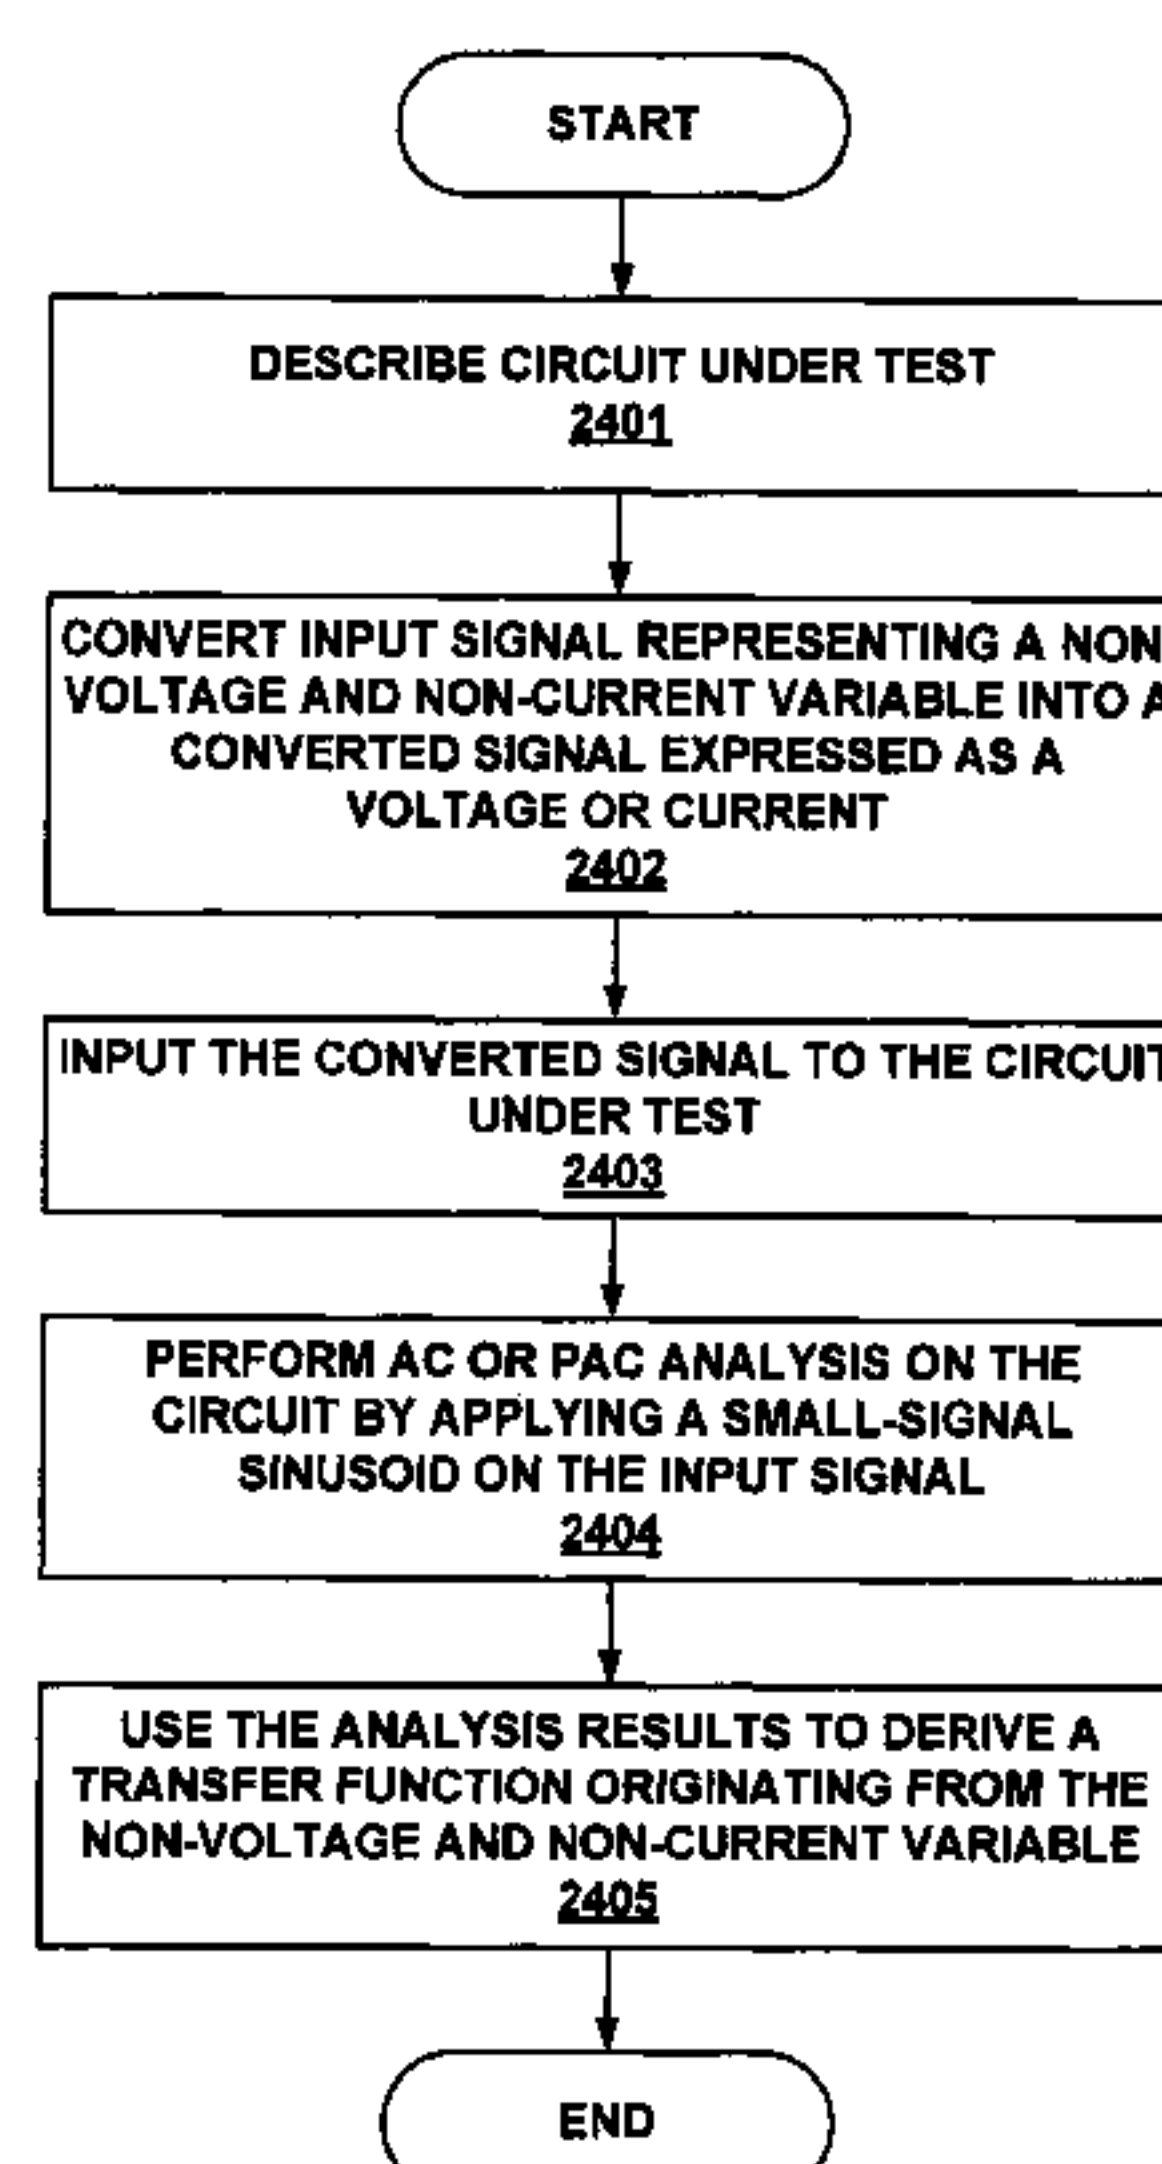 START
DESCRIBE CIRCUIT UNDER TEST
2401
CONVERT INPUT SIGNAL REPRESENTING A NON
VOLTAGE AND NON-CURRENT VARIABLE INTO A
CONVERTED SIGNAL EXPRESSED AS A
VOLTAGE OR CURRENT
2402
INPUT THE CONVERTED SIGNAL TO THE CIRCUIT
UNDER TEST
2403
PERFORM AC OR PAC ANALYSIS ON THE
CIRCUIT BY APPLYING A SMALL-SIGNAL
SINUSOID ON THE INPUT SIGNAL
2404
USE THE ANALYSIS RESULTS TO DERIVE A
TRANSFER FUNCTION ORIGINATING FROM THE
NON-VOLTAGE AND NON-CURRENT VARIABLE
2405
END